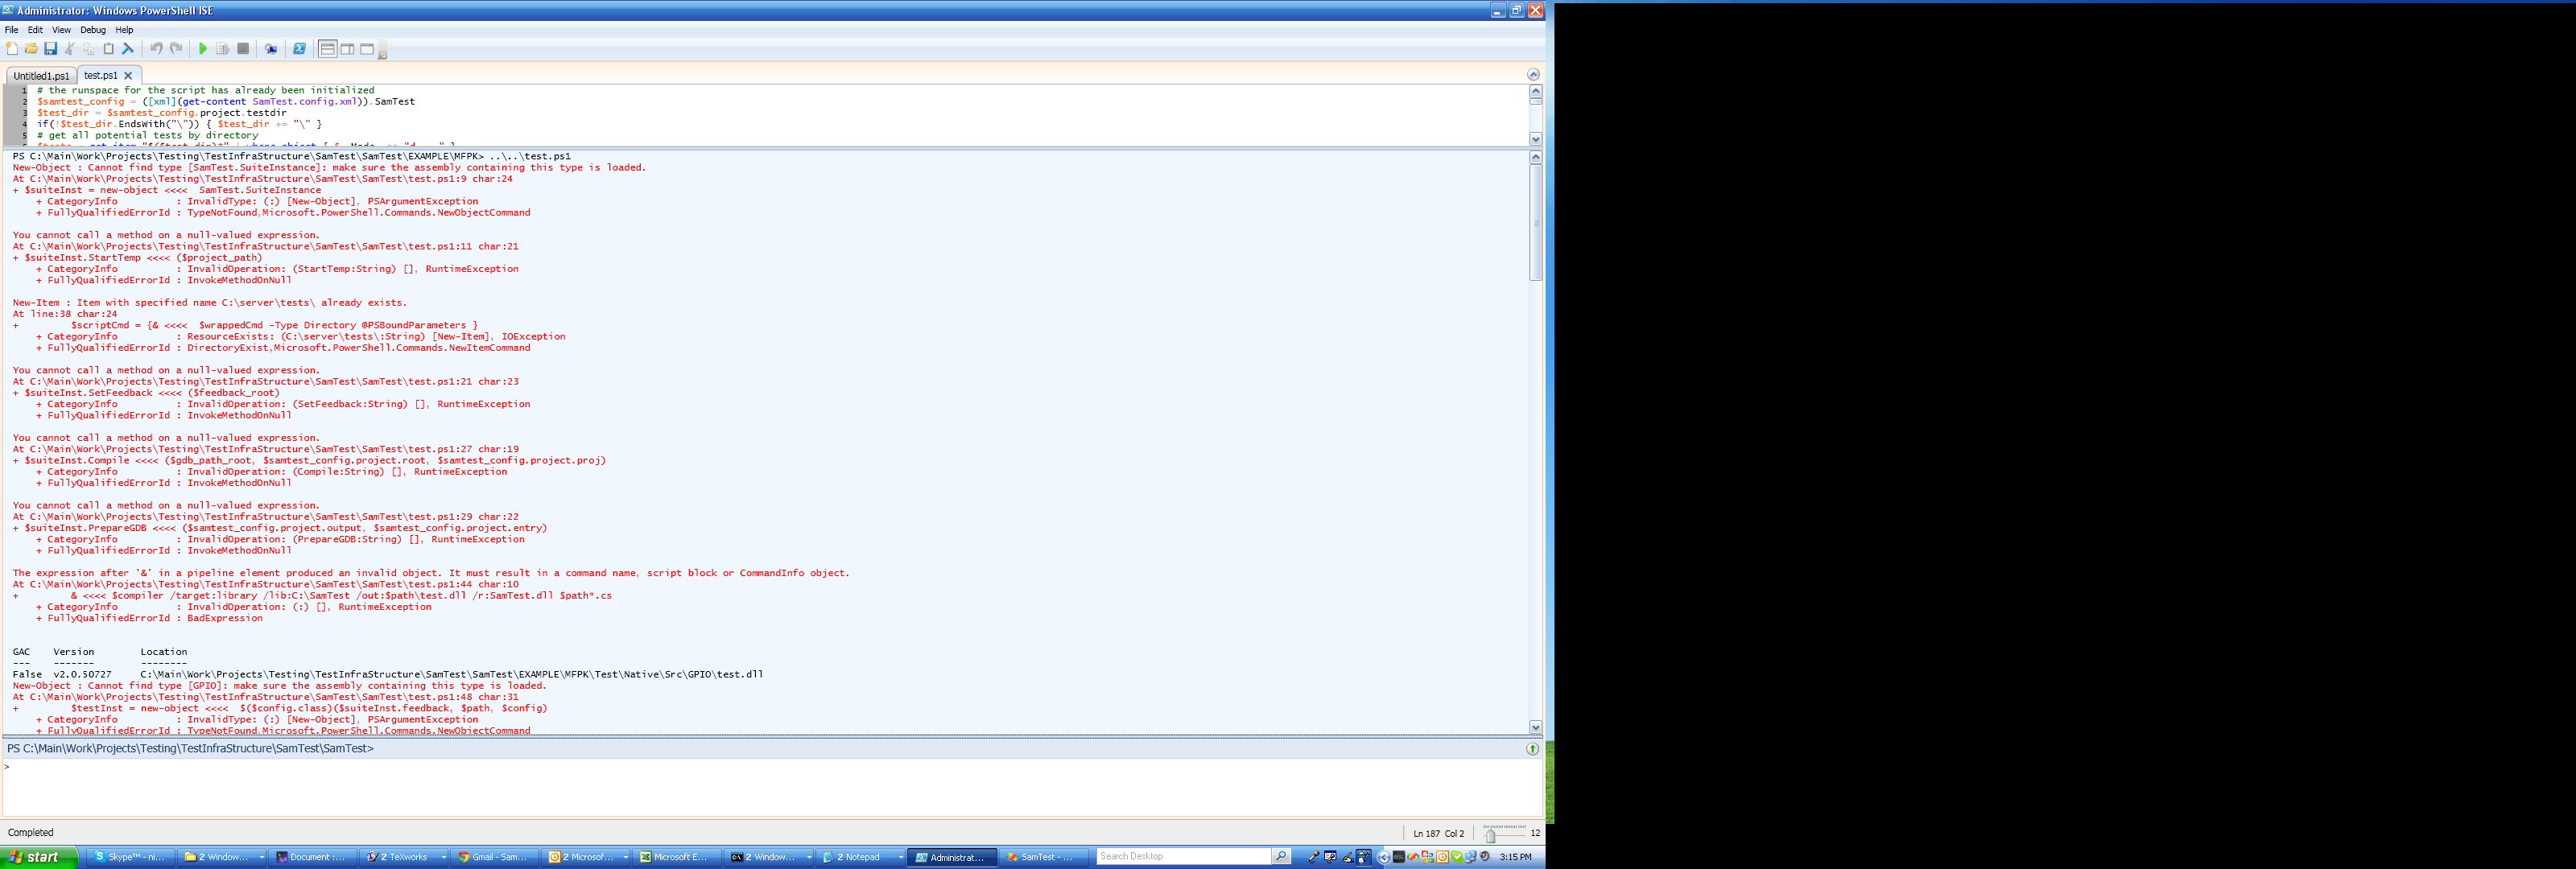 Administrator: Windows PowerShell ISE
File Edit View Debug Help
Untitled1.ps1 test.ps1
1 # the runspace for the script has already been initialized
2 $samtest_config = ([xml](get-content SamTest.config.xml)).SamTest
3 $test_dir = $samtest_config.project.testdir
4 if(!$test_dir.EndsWith("\")) { $test_dir += "\" }
5 # get all potential tests by directory
PS C:\Main\Work\Projects\Testing\TestInfraStructure\SamTest\SamTest\EXAMPLE\MFPK> ..\..\test.ps1
New-Object : Cannot find type [SamTest.SuiteInstance]: make sure the assembly containing this type is loaded.
At C:\Main\Work\Projects\Testing\TestInfraStructure\SamTest\SamTest\test.ps1:9 char:24
+ $suiteInst = new-object <<<<  SamTest.SuiteInstance
    + CategoryInfo          : InvalidType: (:) [New-Object], PSArgumentException
    + FullyQualifiedErrorId : TypeNotFound,Microsoft.PowerShell.Commands.NewObjectCommand
You cannot call a method on a null-valued expression.
At C:\Main\Work\Projects\Testing\TestInfraStructure\SamTest\SamTest\test.ps1:11 char:21
+ $suiteInst.StartTemp <<<< ($project_path)
    + CategoryInfo          : InvalidOperation: (StartTemp:String) [], RuntimeException
    + FullyQualifiedErrorId : InvokeMethodOnNull
New-Item : Item with specified name C:\server\tests\ already exists.
At line:38 char:24
+         $scriptCmd = {& <<<<  $wrappedCmd -Type Directory @PSBoundParameters }
    + CategoryInfo          : ResourceExists: (C:\server\tests\:String) [New-Item], IOException
    + FullyQualifiedErrorId : DirectoryExist,Microsoft.PowerShell.Commands.NewItemCommand
You cannot call a method on a null-valued expression.
At C:\Main\Work\Projects\Testing\TestInfraStructure\SamTest\SamTest\test.ps1:21 char:23
+ $suiteInst.SetFeedback <<<< ($feedback_root)
    + CategoryInfo          : InvalidOperation: (SetFeedback:String) [], RuntimeException
    + FullyQualifiedErrorId : InvokeMethodOnNull
You cannot call a method on a null-valued expression.
At C:\Main\Work\Projects\Testing\TestInfraStructure\SamTest\SamTest\test.ps1:27 char:19
+ $suiteInst.Compile <<<< ($gdb_path_root, $samtest_config.project.root, $samtest_config.project.proj)
    + CategoryInfo          : InvalidOperation: (Compile:String) [], RuntimeException
    + FullyQualifiedErrorId : InvokeMethodOnNull
You cannot call a method on a null-valued expression.
At C:\Main\Work\Projects\Testing\TestInfraStructure\SamTest\SamTest\test.ps1:29 char:22
+ $suiteInst.PrepareGDB <<<< ($samtest_config.project.output, $samtest_config.project.entry)
    + CategoryInfo          : InvalidOperation: (PrepareGDB:String) [], RuntimeException
    + FullyQualifiedErrorId : InvokeMethodOnNull
The expression after '&' in a pipeline element produced an invalid object. It must result in a command name, script block or CommandInfo object.
At C:\Main\Work\Projects\Testing\TestInfraStructure\SamTest\SamTest\test.ps1:44 char:10
+         & <<<< $compiler /target:library /lib:C:\SamTest /out:$path\test.dll /r:SamTest.dll $path*.cs
    + CategoryInfo          : InvalidOperation: (:) [], RuntimeException
    + FullyQualifiedErrorId : BadExpression
GAC    Version        Location
---    -------        --------
False  v2.0.50727     C:\Main\Work\Projects\Testing\TestInfraStructure\SamTest\SamTest\EXAMPLE\MFPK\Test\Native\Src\GPIO\test.dll
New-Object : Cannot find type [GPIO]: make sure the assembly containing this type is loaded.
At C:\Main\Work\Projects\Testing\TestInfraStructure\SamTest\SamTest\test.ps1:48 char:31
+         $testInst = new-object <<<<  $($config.class)($suiteInst.feedback, $path, $config)
    + CategoryInfo          : InvalidType: (:) [New-Object], PSArgumentException
    + FullyQualifiedErrorId : TypeNotFound,Microsoft.PowerShell.Commands.NewObjectCommand
PS C:\Main\Work\Projects\Testing\TestInfraStructure\SamTest\SamTest>
>
Completed Ln 187 Col 2 12
start Skype™ - ni... 2 Window... Document :... 2 TeXworks Gmail - Sam... 2 Microsof... Microsoft E... 2 Window... 2 Notepad Administrat... SamTest - ... Search Desktop 3:15 PM